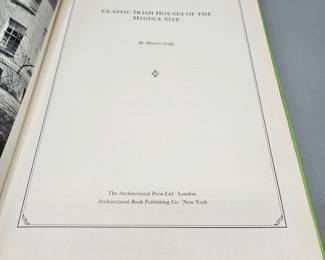 CLASSIC IRISH HOUSES OF THE
MIDDLE SIZE
By Maurice Craig
The Architectural Press Ltd · London
Architectural Book Publishing Co · New York